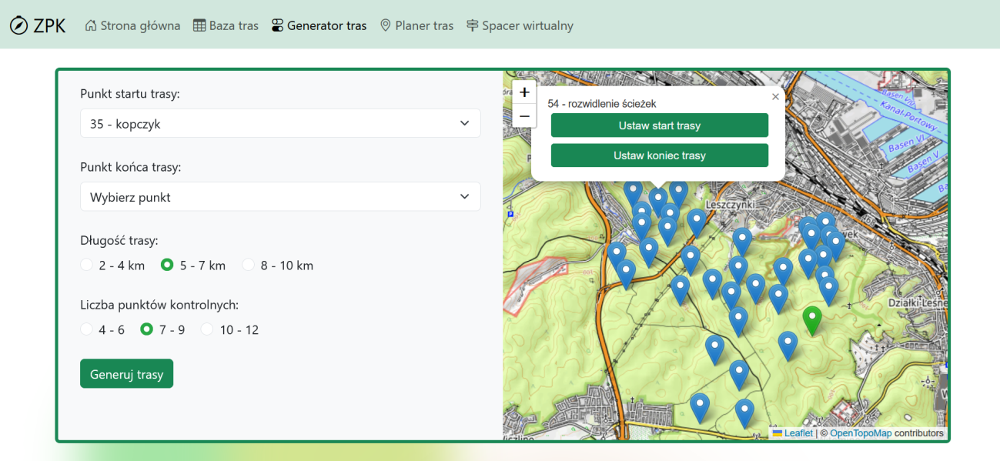 ZPK Strona główna Baza tras Generator tras Planer tras Spacer wirtualny
Punkt startu trasy:
35 - kopczyk
Punkt końca trasy:
Wybierz punkt
Długość trasy:
2 - 4 km 5 - 7 km 8 - 10 km
Liczba punktów kontrolnych:
4 - 6 7 - 9 10 - 12
Generuj trasy
+
−
54 - rozwidlenie ścieżek
×
Ustaw start trasy
Ustaw koniec trasy
Kanał-Portowy
Basen VI
Basen V
Leszczynki
Działki-Leśne
Leaflet | © OpenTopoMap contributors